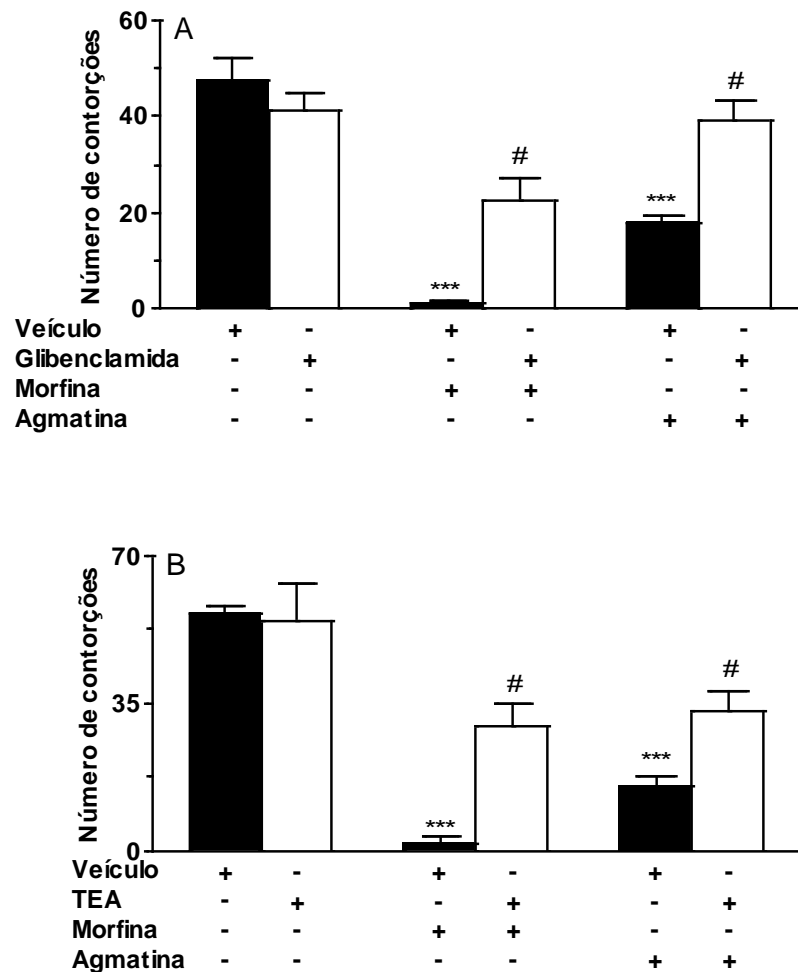 A
Número de contorções
60
40
20
0
#
#
***
***
Veículo + - + - + -
Glibenclamida - + - + - +
Morfina - - + + - -
Agmatina - - - - + +
B
Número de contorções
70
35
0
#
#
***
***
Veículo + - + - + -
TEA - + - + - +
Morfina - - + + - -
Agmatina - - - - + +